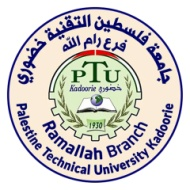 جامعة فلسطين التقنية خضوري
فرع رام الله
PTU
Kadoorie خضوري
1930
Ramallah Branch
Palestine Technical University Kadoorie